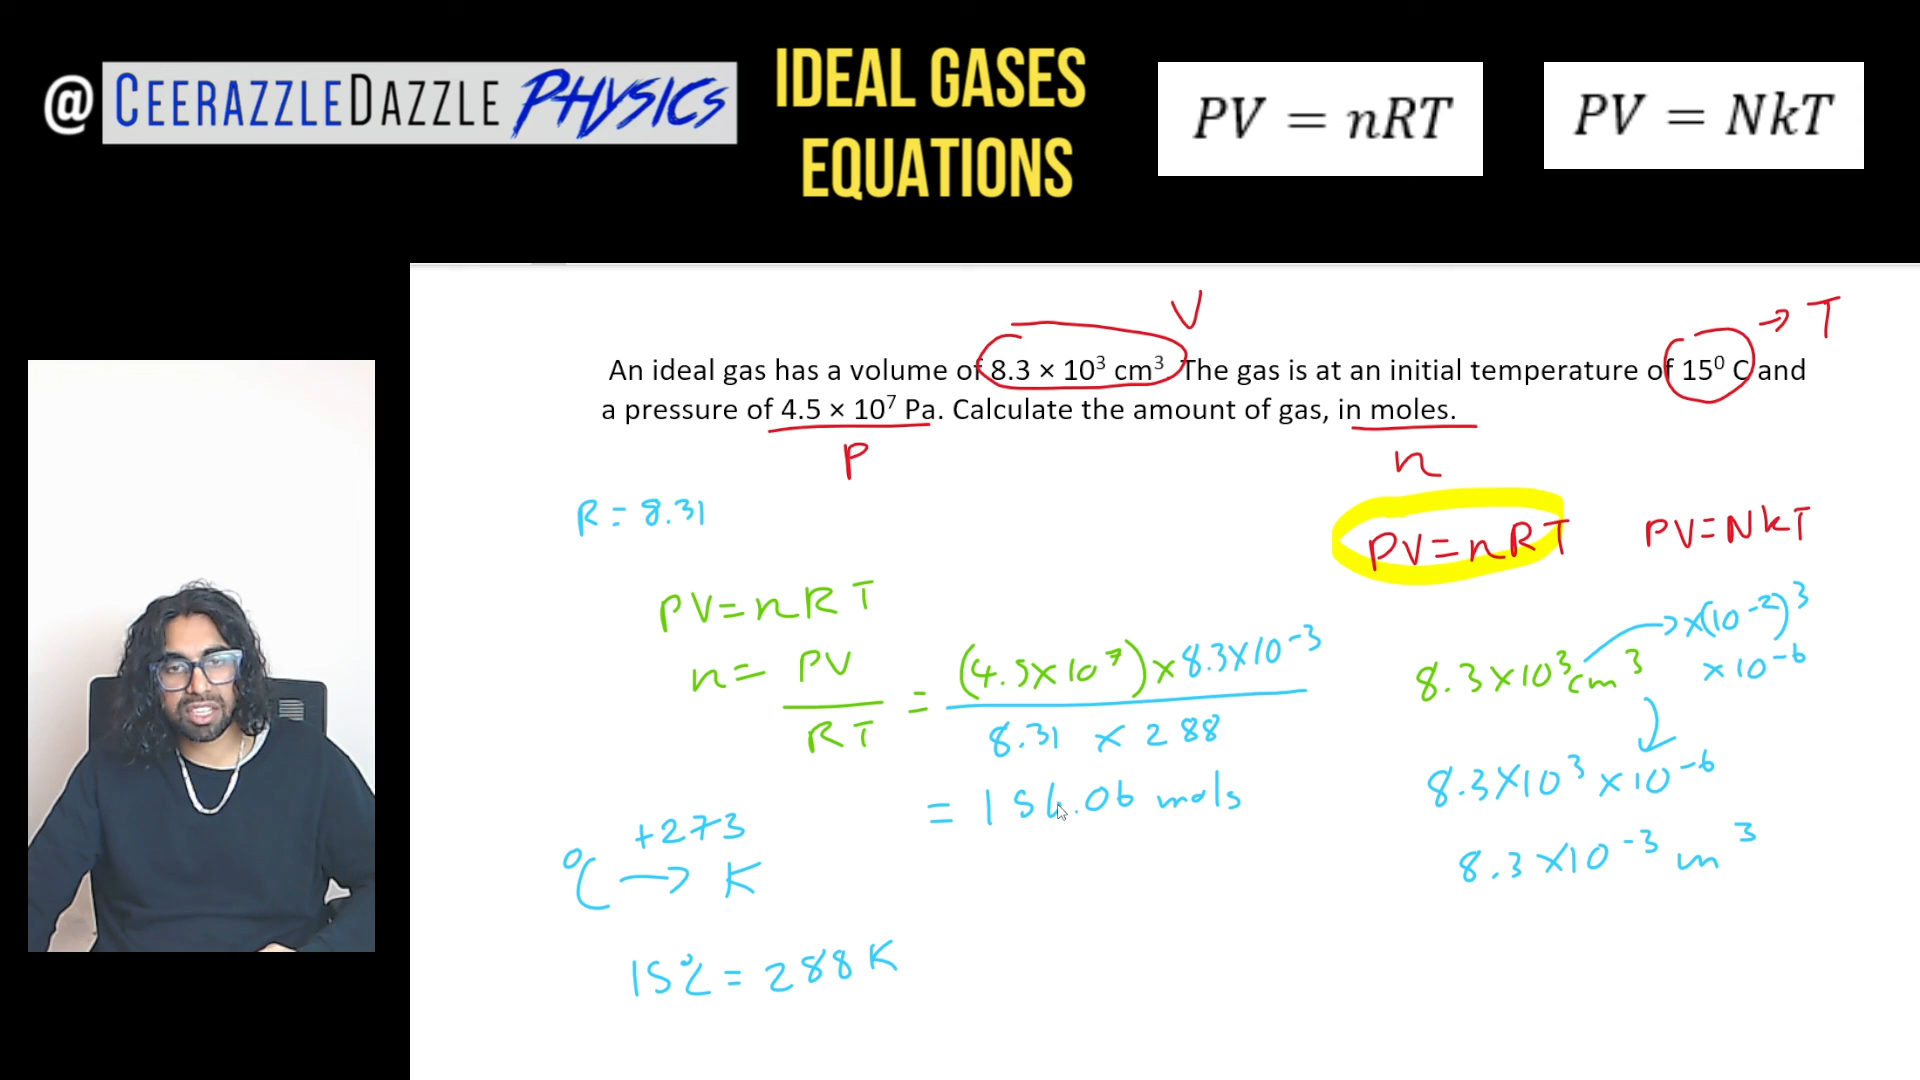 @ CEERAZZLEDAZZLE PHYSICS
IDEAL GASES
EQUATIONS
PV = nRT
PV = NkT
V
→ T
An ideal gas has a volume of 8.3 × 10³ cm³ The gas is at an initial temperature of 15⁰ C and
a pressure of 4.5 × 10⁷ Pa. Calculate the amount of gas, in moles.
P
n
R = 8.31
PV=nRT
PV=NkT
PV=nRT
n = PV/RT = (4.5×10⁷)×8.3×10⁻³/8.31 × 288
= 156.06 mols
+273
°C → K
15°C = 288K
8.3×10³cm³
→×(10⁻²)³
×10⁻⁶
8.3×10³×10⁻⁶
8.3×10⁻³ m³